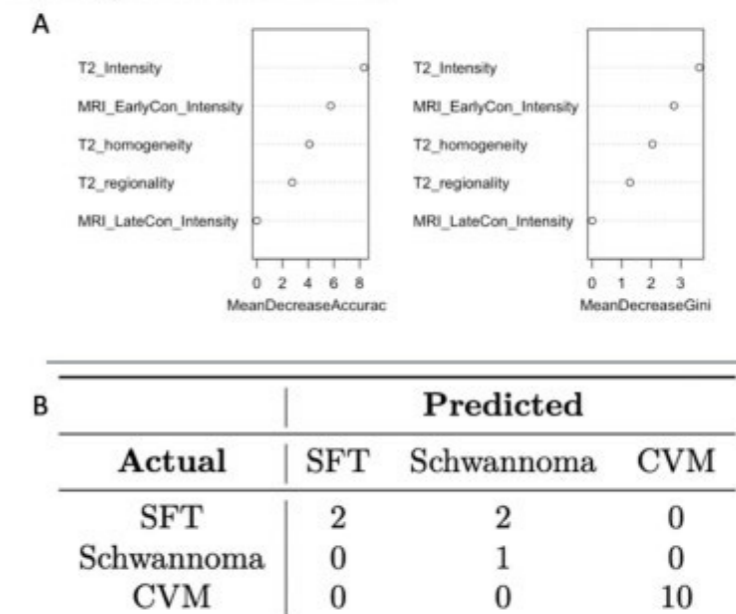 A
T2_Intensity
MRI_EarlyCon_Intensity
T2_homogeneity
T2_regionality
MRI_LateCon_Intensity
0 2 4 6 8
MeanDecreaseAccurac
T2_Intensity
MRI_EarlyCon_Intensity
T2_homogeneity
T2_regionality
MRI_LateCon_Intensity
0 1 2 3
MeanDecreaseGini
B
Predicted
Actual SFT Schwannoma CVM
SFT 2 2 0
Schwannoma 0 1 0
CVM 0 0 10